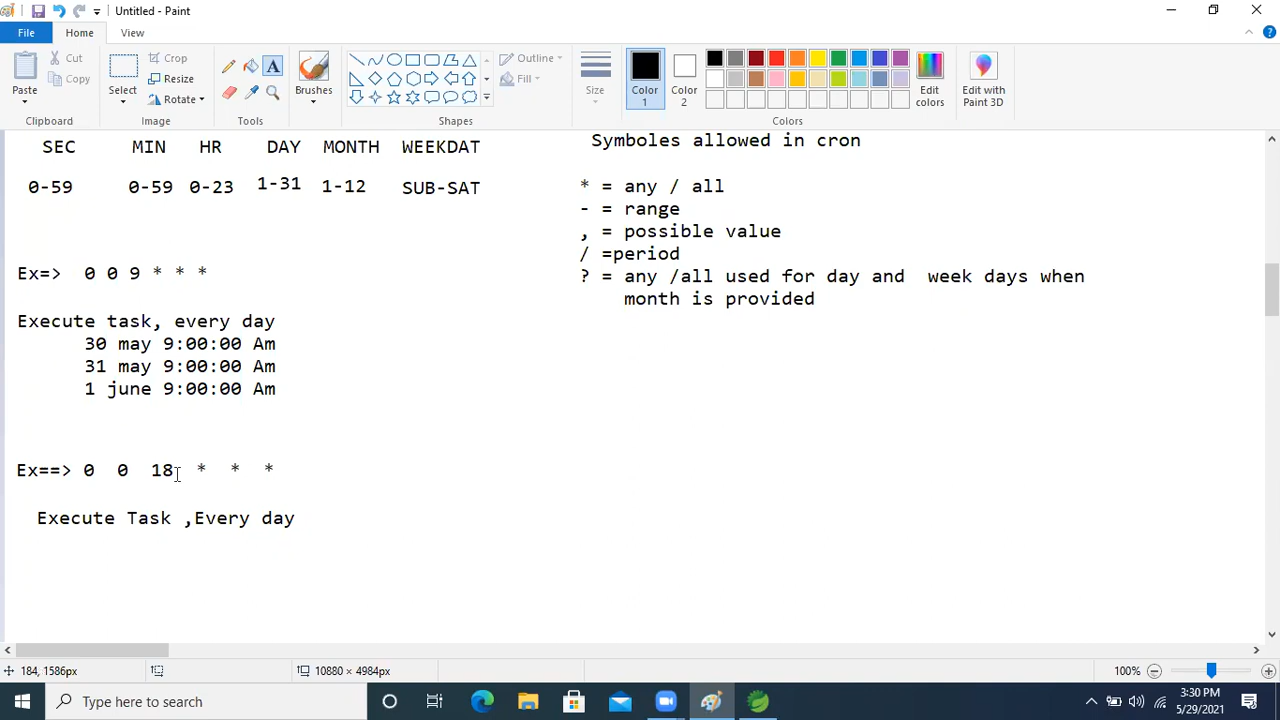 Untitled - Paint
File
Home
View
Paste
Cut
Copy
Clipboard
Select
Crop
Resize
Rotate
Image
A
Tools
Brushes
Outline
Fill
Shapes
Size
Color
1
Color
2
Edit
colors
Edit with
Paint 3D
Colors
SEC MIN HR DAY MONTH WEEKDAT
0-59 0-59 0-23 1-31 1-12 SUB-SAT
Ex=> 0 0 9 * * *
Execute task, every day
30 may 9:00:00 Am
31 may 9:00:00 Am
1 june 9:00:00 Am
Ex==> 0 0 18 * * *
Execute Task ,Every day
Symboles allowed in cron
* = any / all
- = range
, = possible value
/ =period
? = any /all used for day and week days when
month is provided
184, 1586px
10880 × 4984px
100%
Type here to search
3:30 PM
5/29/2021